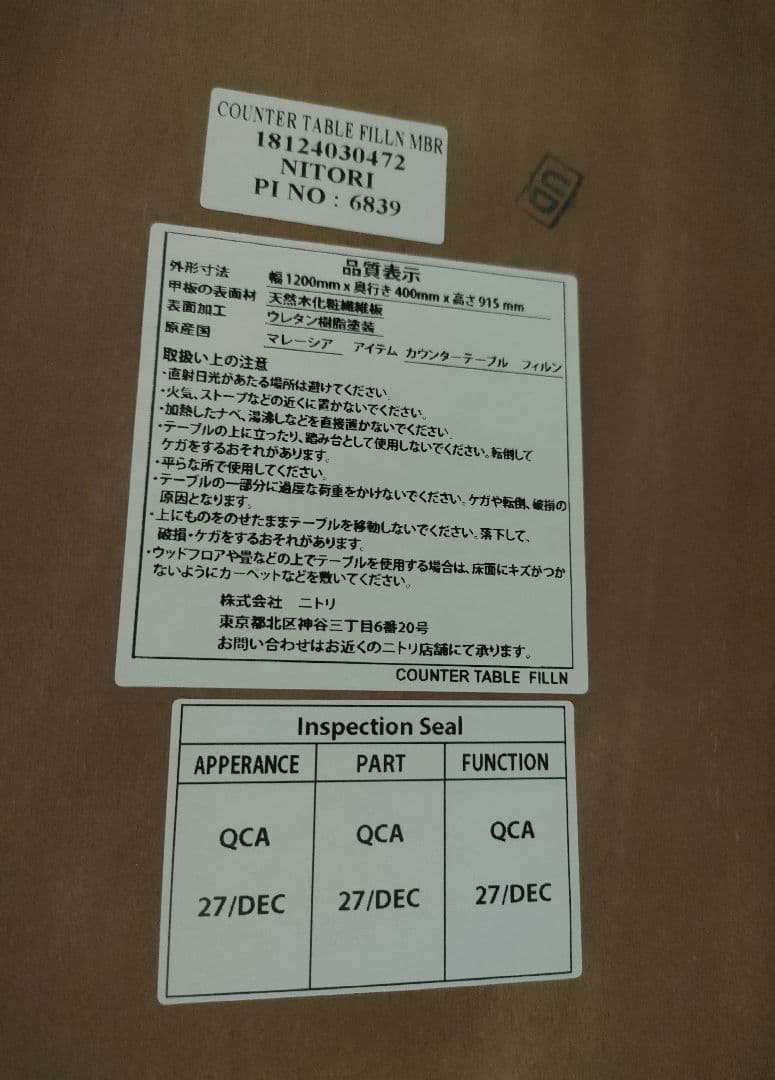 COUNTER TABLE FILLN MBR
18124030472
NITORI
PI NO : 6839
品質表示
外形寸法 幅1200mm x 奥行き 400mm x 高さ 915 mm
甲板の表面材 天然木化粧繊維板
表面加工 ウレタン樹脂塗装
原産国 マレーシア アイテム カウンターテーブル フィルン
取扱い上の注意
・直射日光があたる場所は避けてください。
・火気、ストーブなどの近くに置かないでください。
・加熱したナベ、湯沸しなどを直接置かないでください。
・テーブルの上に立ったり、踏み台として使用しないでください。転倒して
ケガをするおそれがあります。
・平らな所で使用してください。
・テーブルの一部分に過度な荷重をかけないでください。ケガや転倒、破損の
原因となります。
・上にものをのせたままテーブルを移動しないでください。落下して、
破損・ケガをするおそれがあります。
・ウッドフロアや畳などの上でテーブルを使用する場合は、床面にキズがつか
ないようにカーペットなどを敷いてください。
株式会社 ニトリ
東京都北区神谷三丁目6番20号
お問い合わせはお近くのニトリ店舗にて承ります。
COUNTER TABLE FILLN
Inspection Seal
APPERANCE PART FUNCTION
QCA QCA QCA
27/DEC 27/DEC 27/DEC